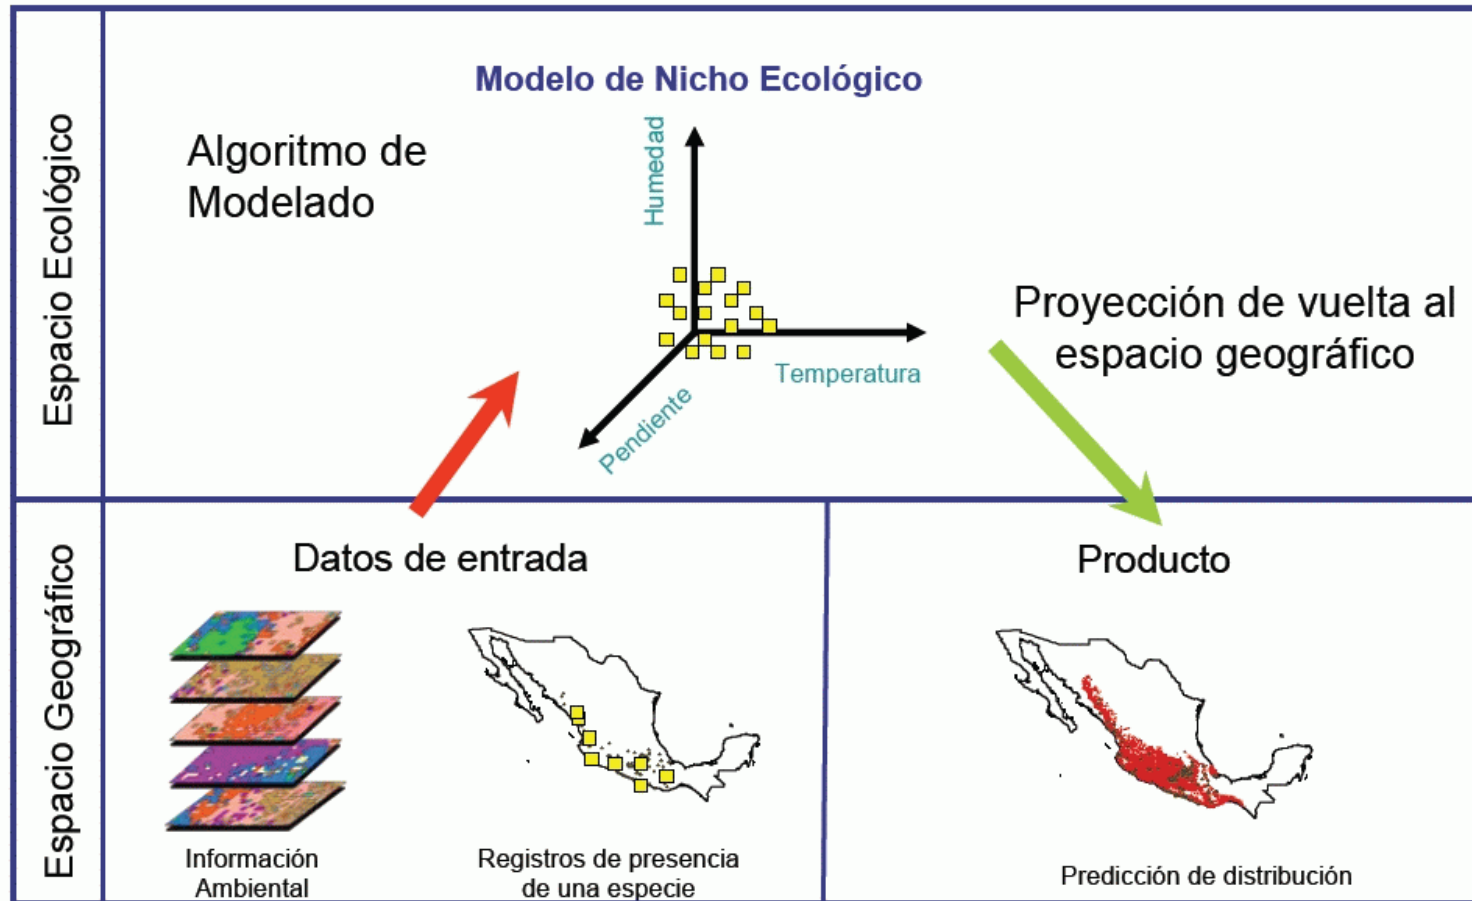 Espacio Ecológico
Modelo de Nicho Ecológico
Algoritmo de
Modelado
Humedad
Temperatura
Pendiente
Proyección de vuelta al
espacio geográfico
Espacio Geográfico
Datos de entrada
Información
Ambiental
Registros de presencia
de una especie
Producto
Predicción de distribución